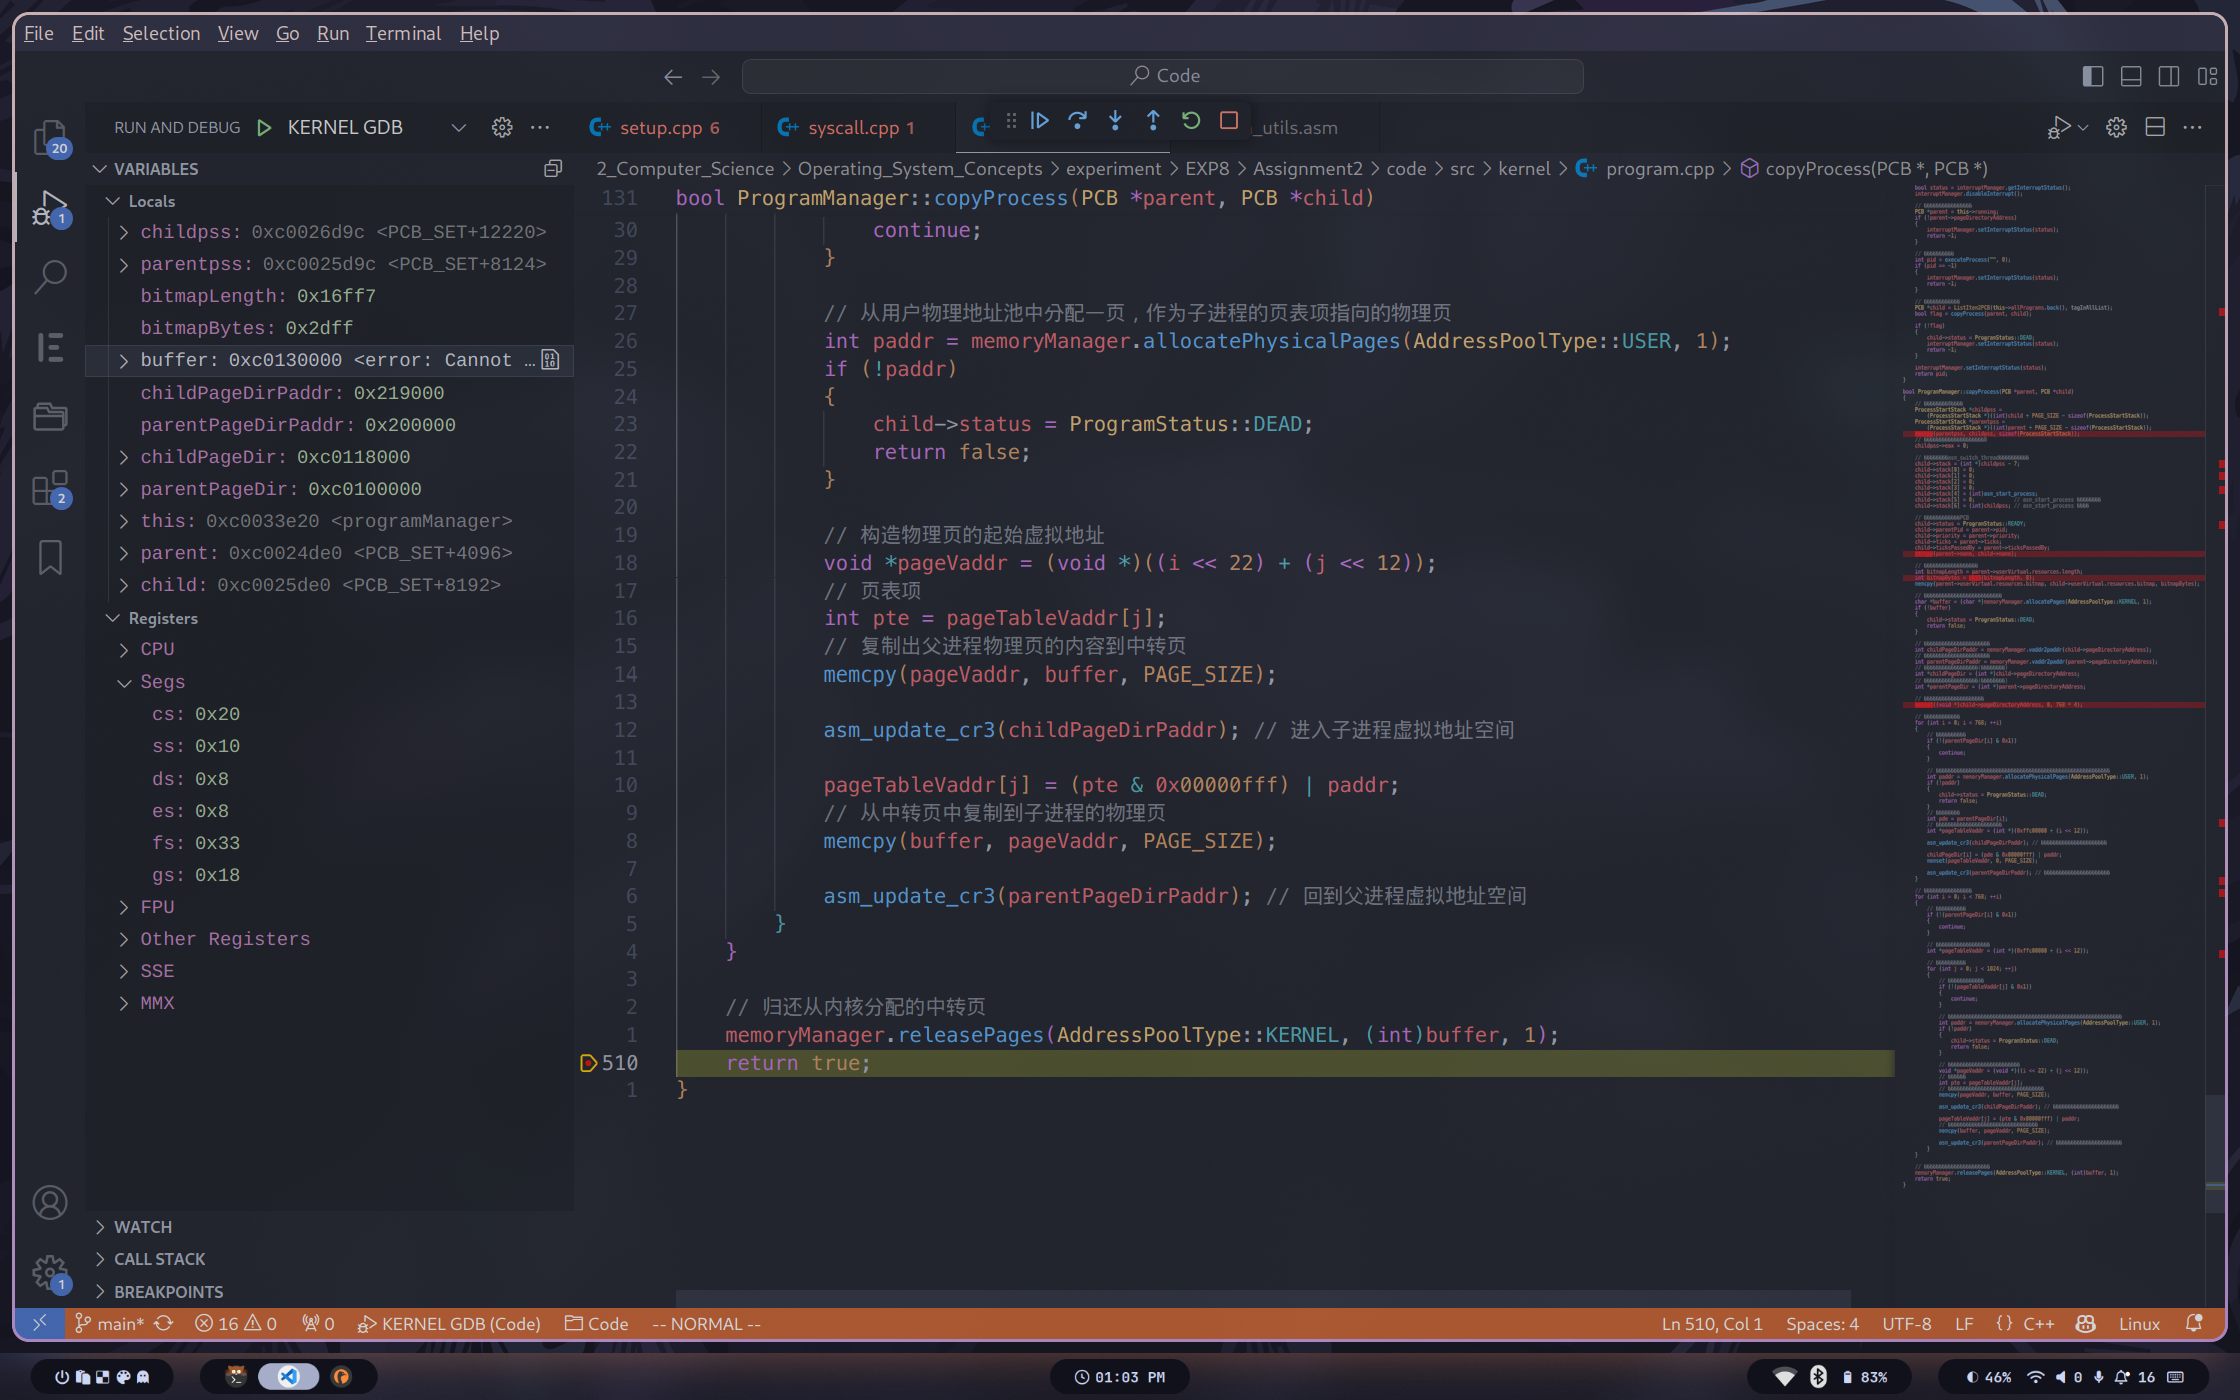 File Edit Selection View Go Run Terminal Help
Code
RUN AND DEBUG KERNEL GDB
setup.cpp 6 syscall.cpp 1 _utils.asm
2_Computer_Science > Operating_System_Concepts > experiment > EXP8 > Assignment2 > code > src > kernel > program.cpp > copyProcess(PCB *, PCB *)
20
1
2
1
VARIABLES
Locals
childpss: 0xc0026d9c <PCB_SET+12220>
parentpss: 0xc0025d9c <PCB_SET+8124>
bitmapLength: 0x16ff7
bitmapBytes: 0x2dff
buffer: 0xc0130000 <error: Cannot …
childPageDirPaddr: 0x219000
parentPageDirPaddr: 0x200000
childPageDir: 0xc0118000
parentPageDir: 0xc0100000
this: 0xc0033e20 <programManager>
parent: 0xc0024de0 <PCB_SET+4096>
child: 0xc0025de0 <PCB_SET+8192>
Registers
CPU
Segs
cs: 0x20
ss: 0x10
ds: 0x8
es: 0x8
fs: 0x33
gs: 0x18
FPU
Other Registers
SSE
MMX
WATCH
CALL STACK
BREAKPOINTS
131 bool ProgramManager::copyProcess(PCB *parent, PCB *child)
30 continue;
29 }
28
27 // 从用户物理地址池中分配一页，作为子进程的页表项指向的物理页
26 int paddr = memoryManager.allocatePhysicalPages(AddressPoolType::USER, 1);
25 if (!paddr)
24 {
23 child->status = ProgramStatus::DEAD;
22 return false;
21 }
20
19 // 构造物理页的起始虚拟地址
18 void *pageVaddr = (void *)((i << 22) + (j << 12));
17 // 页表项
16 int pte = pageTableVaddr[j];
15 // 复制出父进程物理页的内容到中转页
14 memcpy(pageVaddr, buffer, PAGE_SIZE);
13
12 asm_update_cr3(childPageDirPaddr); // 进入子进程虚拟地址空间
11
10 pageTableVaddr[j] = (pte & 0x00000fff) | paddr;
9 // 从中转页中复制到子进程的物理页
8 memcpy(buffer, pageVaddr, PAGE_SIZE);
7
6 asm_update_cr3(parentPageDirPaddr); // 回到父进程虚拟地址空间
5 }
4 }
3
2 // 归还从内核分配的中转页
1 memoryManager.releasePages(AddressPoolType::KERNEL, (int)buffer, 1);
510 return true;
1 }
main* 16 0 0 KERNEL GDB (Code) Code -- NORMAL -- Ln 510, Col 1 Spaces: 4 UTF-8 LF {} C++ Linux
01:03 PM 83% 46% 0 16